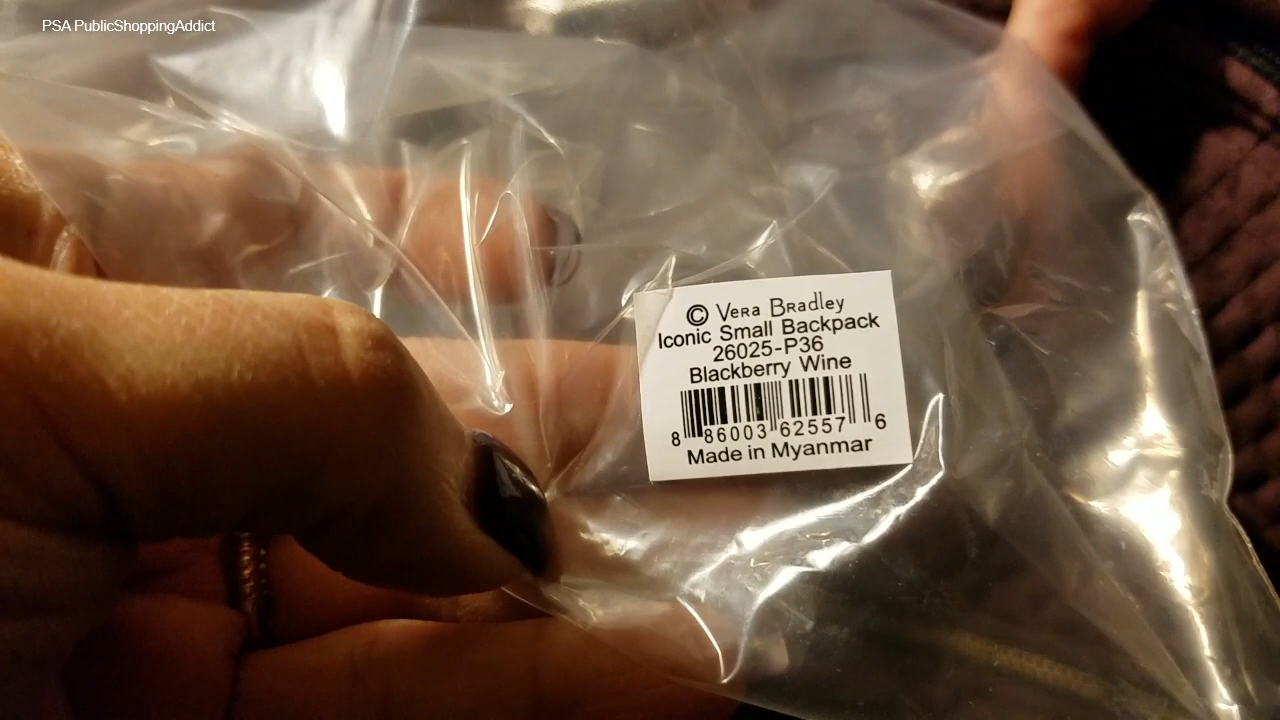 PSA PublicShoppingAddict
© Vera Bradley
Iconic Small Backpack
26025-P36
Blackberry Wine
8 86003 62557 6
Made in Myanmar